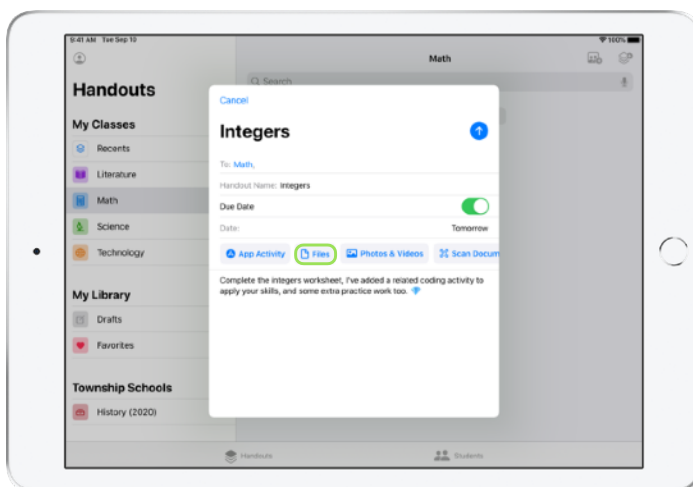 9:41 AM Tue Sep 10
100%
Math
Handouts
Search
My Classes
Recents
Literature
Math
Science
Technology
My Library
Drafts
Favorites
Township Schools
History (2020)
Cancel
Integers
To: Math,
Handout Name: Integers
Due Date
Date: Tomorrow
App Activity Files Photos & Videos Scan Docum
Complete the integers worksheet, I've added a related coding activity to
apply your skills, and some extra practice work too.
Handouts Students